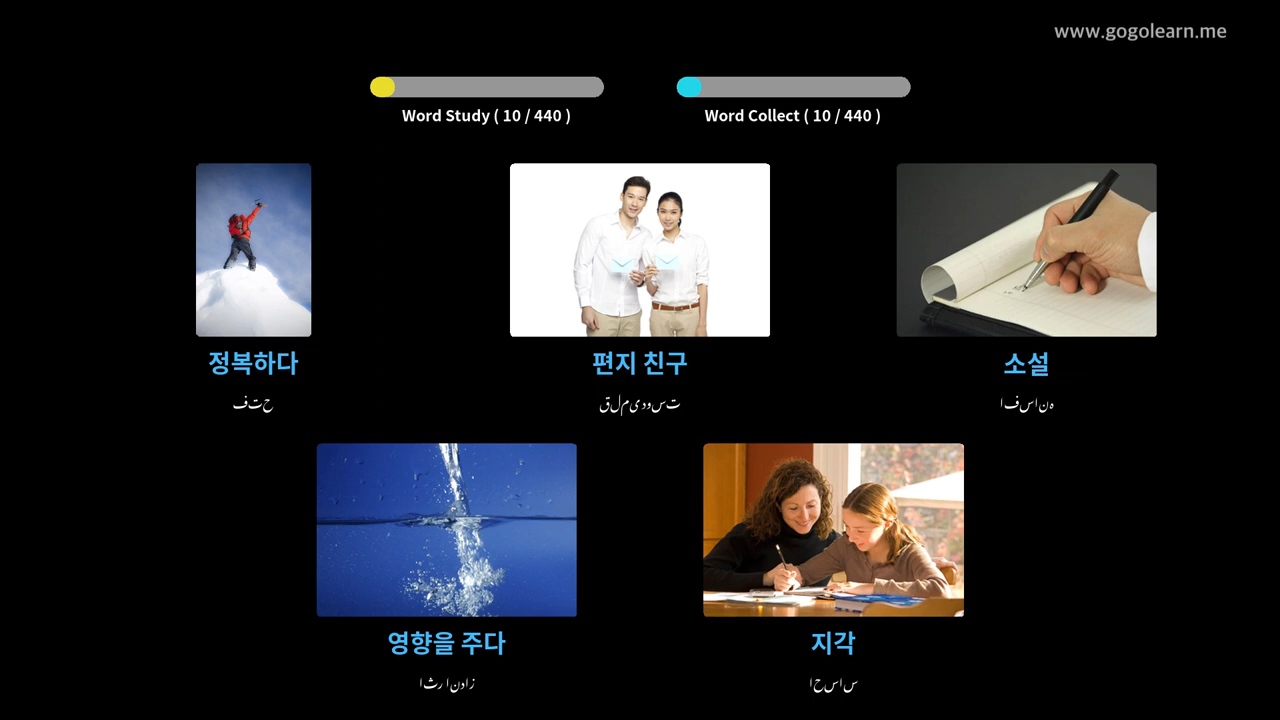 www.gogolearn.me
Word Study ( 10 / 440 )
Word Collect ( 10 / 440 )
정복하다
فتح
편지 친구
قلمی دوست
소설
افسانہ
영향을 주다
اثر انداز
지각
احساس